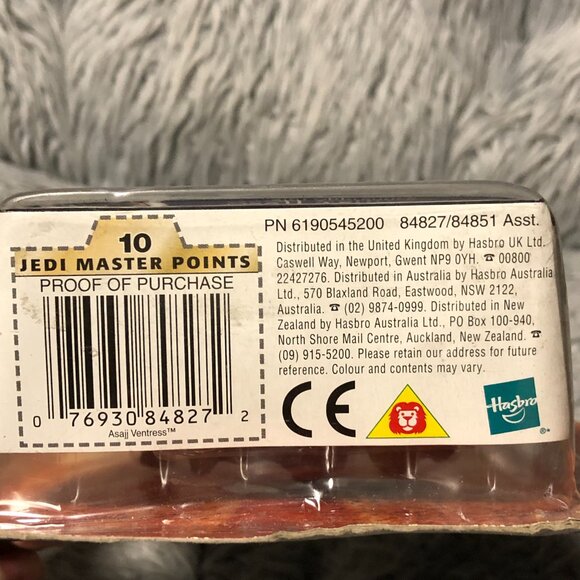 10
JEDI MASTER POINTS
PROOF OF PURCHASE
0 76930 84827 2
Asajj Ventress™
PN 6190545200 84827/84851 Asst.
Distributed in the United Kingdom by Hasbro UK Ltd.
Caswell Way, Newport, Gwent NP9 0YH. ☎ 00800
22427276. Distributed in Australia by Hasbro Australia
Ltd., 570 Blaxland Road, Eastwood, NSW 2122,
Australia. ☎ (02) 9874-0999. Distributed in New
Zealand by Hasbro Australia Ltd., PO Box 100-940,
North Shore Mail Centre, Auckland, New Zealand. ☎
(09) 915-5200. Please retain our address for future
reference. Colour and contents may vary.
CE
Hasbro
®*